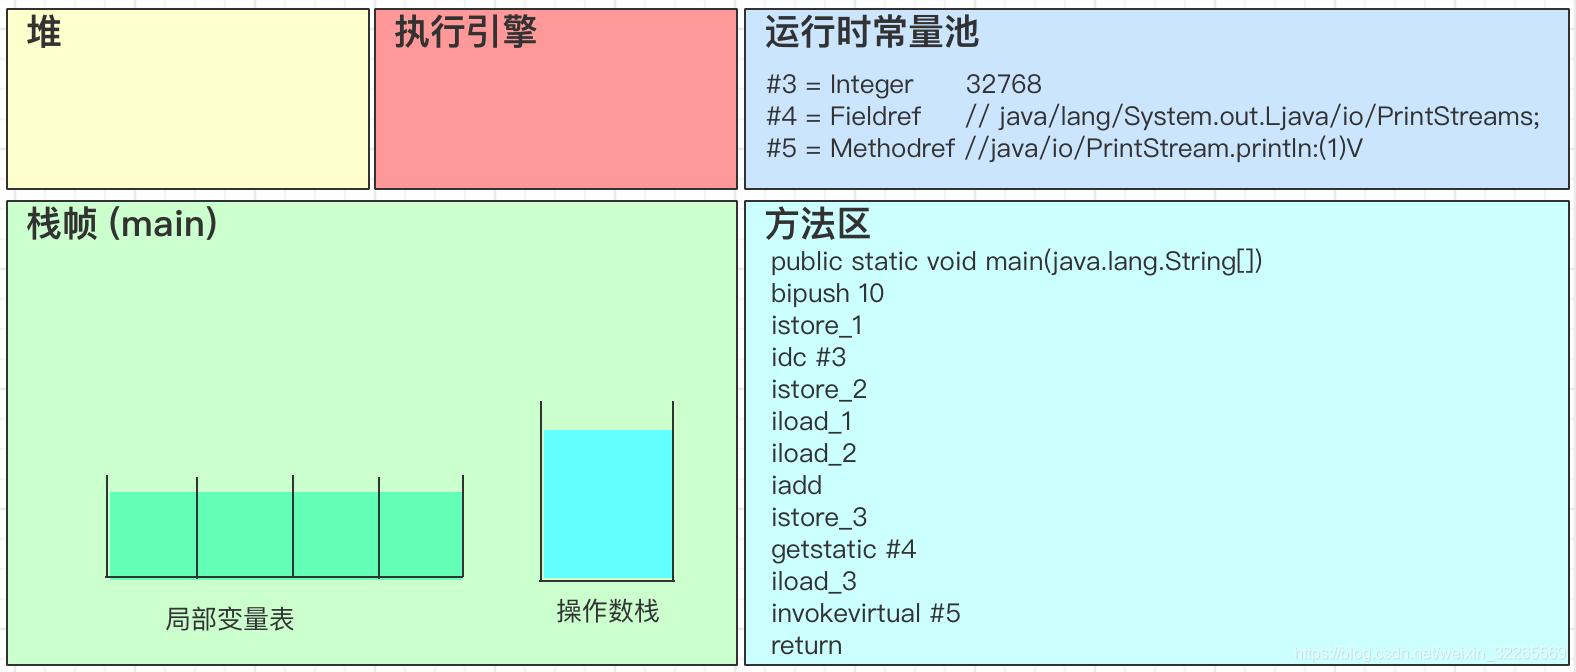 堆
执行引擎
运行时常量池
#3 = Integer 32768
#4 = Fieldref // java/lang/System.out.Ljava/io/PrintStreams;
#5 = Methodref //java/io/PrintStream.println:(1)V
栈帧 (main)
局部变量表
操作数栈
方法区
public static void main(java.lang.String[])
bipush 10
istore_1
idc #3
istore_2
iload_1
iload_2
iadd
istore_3
getstatic #4
iload_3
invokevirtual #5
return
https://blog.csdn.net/weixin_32265569